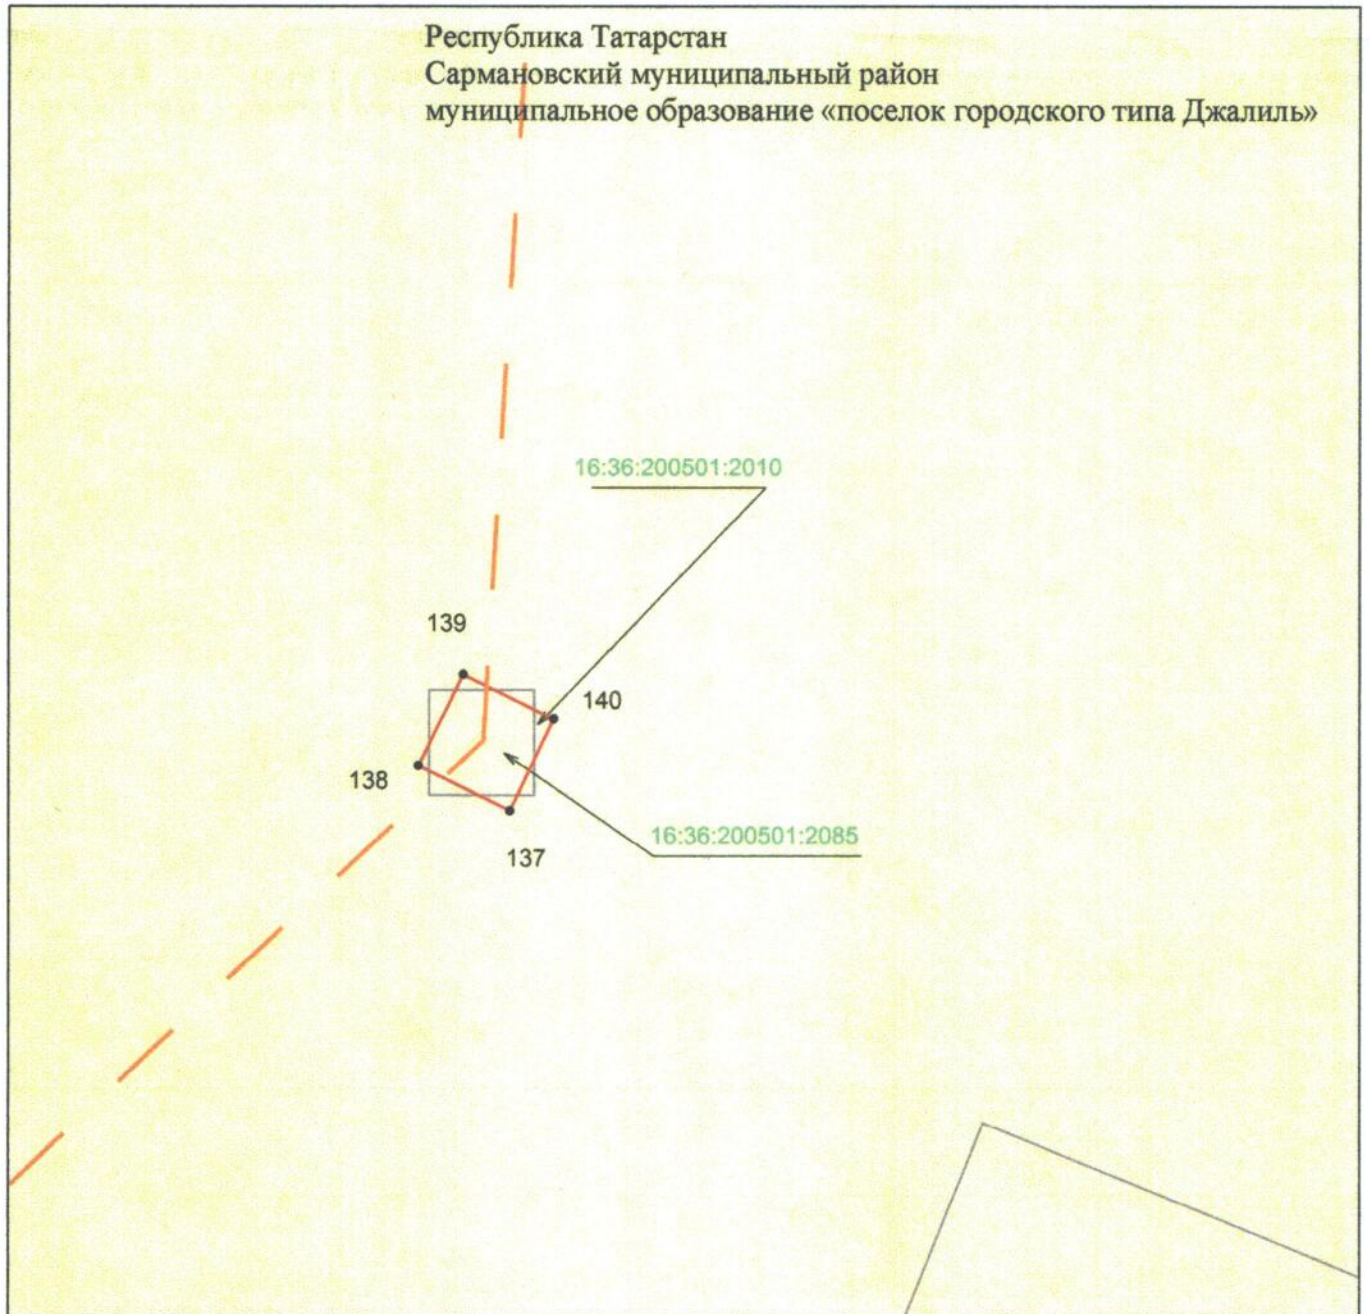 Республика Татарстан
Сармановский муниципальный район
муниципальное образование «поселок городского типа Джалиль»
16:36:200501:2010
139
140
138
16:36:200501:2085
137